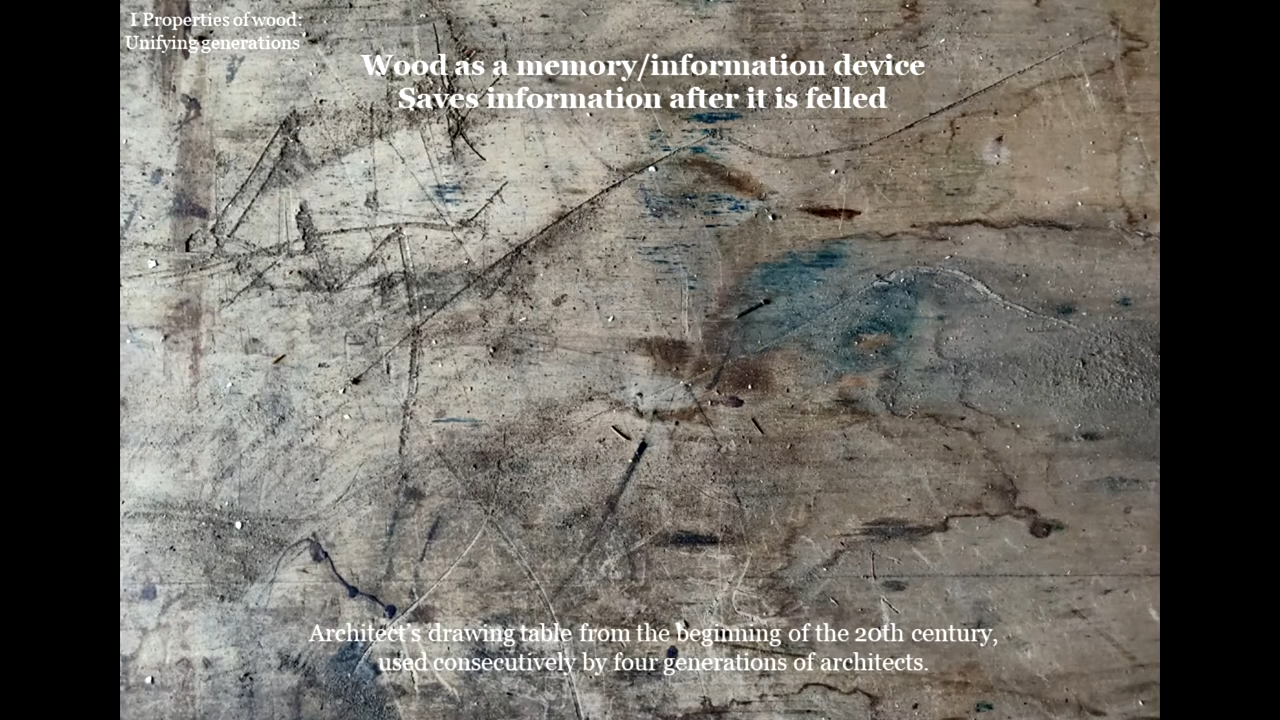 I Properties of wood:
Unifying generations
Wood as a memory/information device
Saves information after it is felled
Architect's drawing table from the beginning of the 20th century,
used consecutively by four generations of architects.